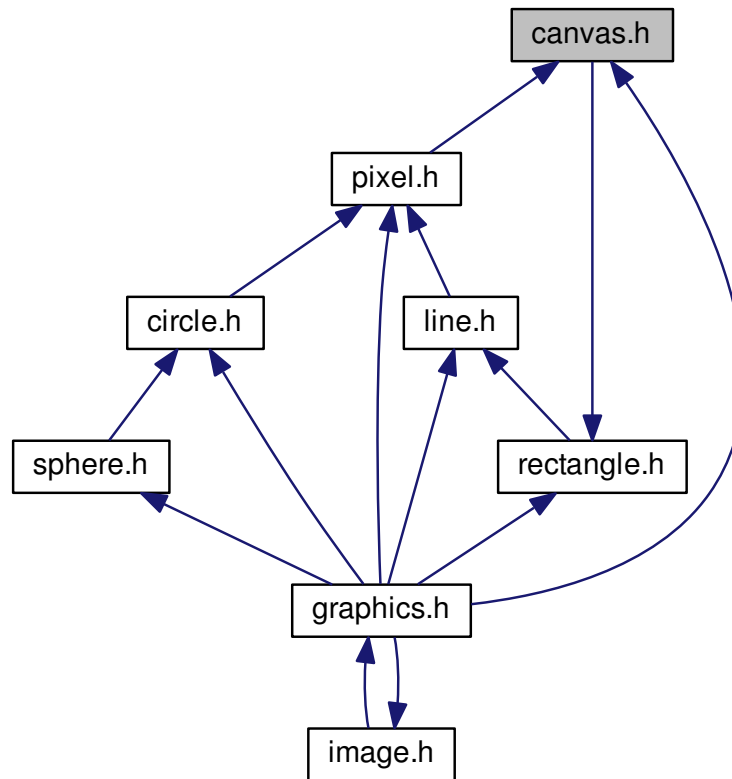 canvas.h
pixel.h
circle.h
line.h
sphere.h
rectangle.h
graphics.h
image.h